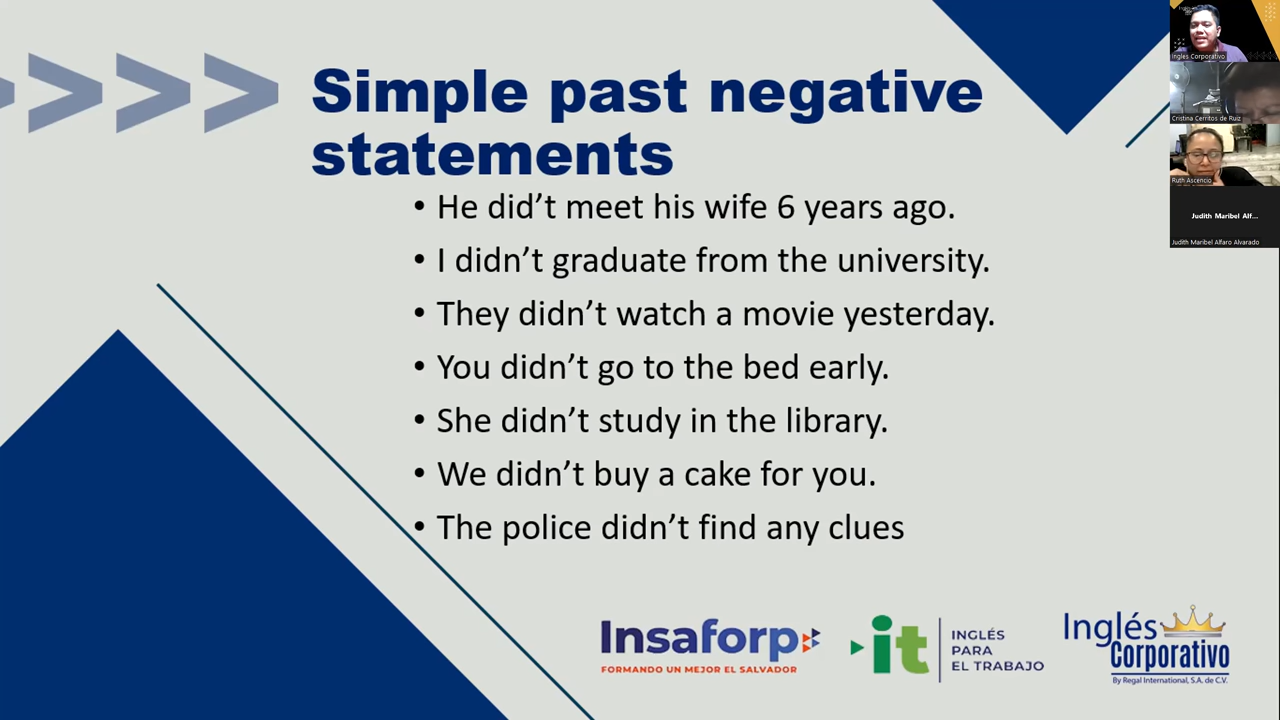 Simple past negative
statements
• He did’t meet his wife 6 years ago.
• I didn’t graduate from the university.
• They didn’t watch a movie yesterday.
• You didn’t go to the bed early.
• She didn’t study in the library.
• We didn’t buy a cake for you.
• The police didn’t find any clues
Insaforp
FORMANDO UN MEJOR EL SALVADOR
it
INGLÉS
PARA
EL TRABAJO
Inglés
Corporativo
By Regal International, S.A. de C.V.
Ingles Corporativo
Cristina Cerritos de Ruiz
Ruth Ascencio
Judith Maribel Alf...
Judith Maribel Alfaro Alvarado